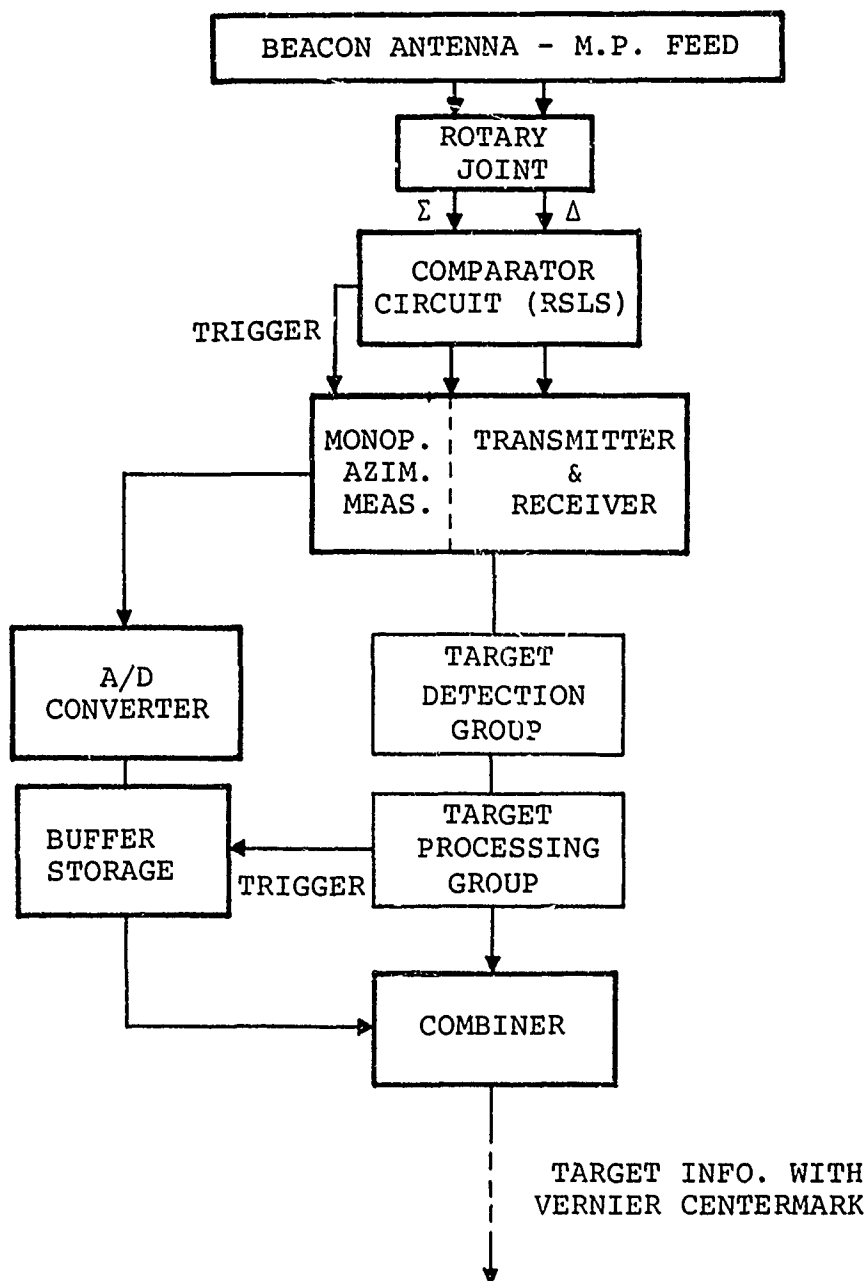 BEACON ANTENNA - M.P. FEED
ROTARY
JOINT
Σ Δ
COMPARATOR
CIRCUIT (RSLS)
TRIGGER
MONOP.
AZIM.
MEAS.
TRANSMITTER
&
RECEIVER
A/D
CONVERTER
TARGET
DETECTION
GROUP
BUFFER
STORAGE
TARGET
PROCESSING
GROUP
TRIGGER
COMBINER
TARGET INFO. WITH
VERNIER CENTERMARK